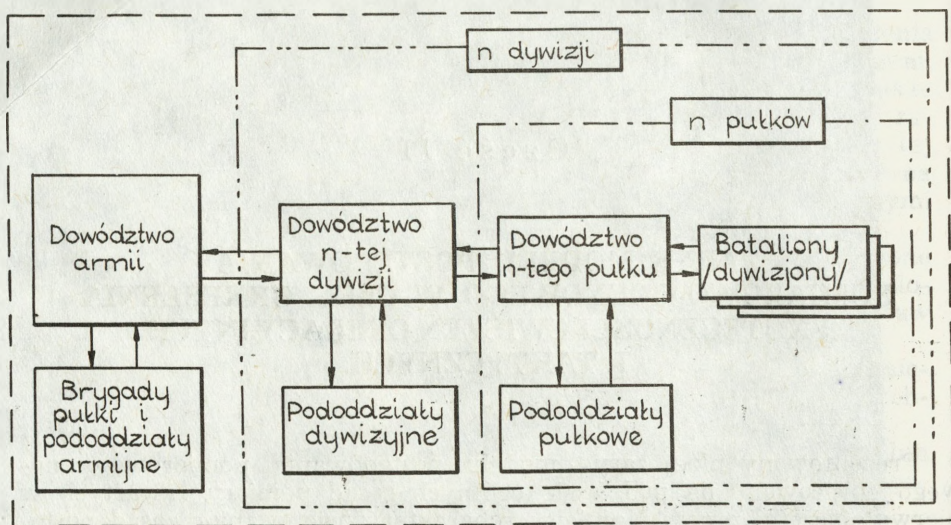 n dywizji
n pułków
Dowództwo
armii
Dowództwo
n-tej
dywizji
Dowództwo
n-tego pułku
Bataliony
/dywizjony/
Brygady
pułki i
pododdziały
armijne
Pododdziały
dywizyjne
Pododdziały
pułkowe